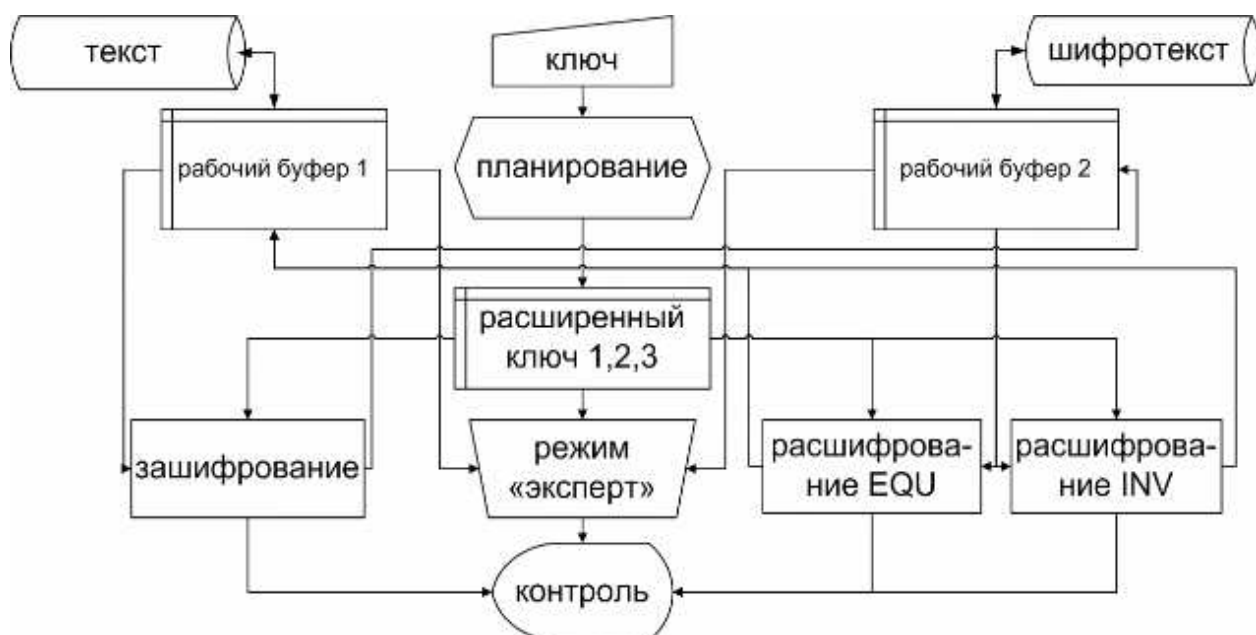 текст
ключ
шифротекст
рабочий буфер 1
планирование
рабочий буфер 2
расширенный
ключ 1,2,3
зашифрование
режим
«эксперт»
расшифрова-
ние EQU
расшифрова-
ние INV
контроль